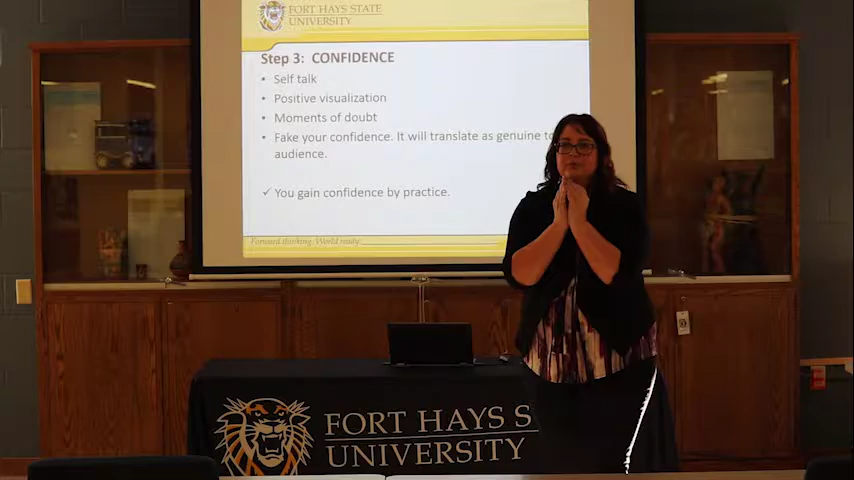 FORT HAYS STATE
UNIVERSITY
Step 3: CONFIDENCE
• Self talk
• Positive visualization
• Moments of doubt
• Fake your confidence. It will translate as genuine to
audience.
✓ You gain confidence by practice.
Forward thinking. World ready.
FORT HAYS S
UNIVERSITY